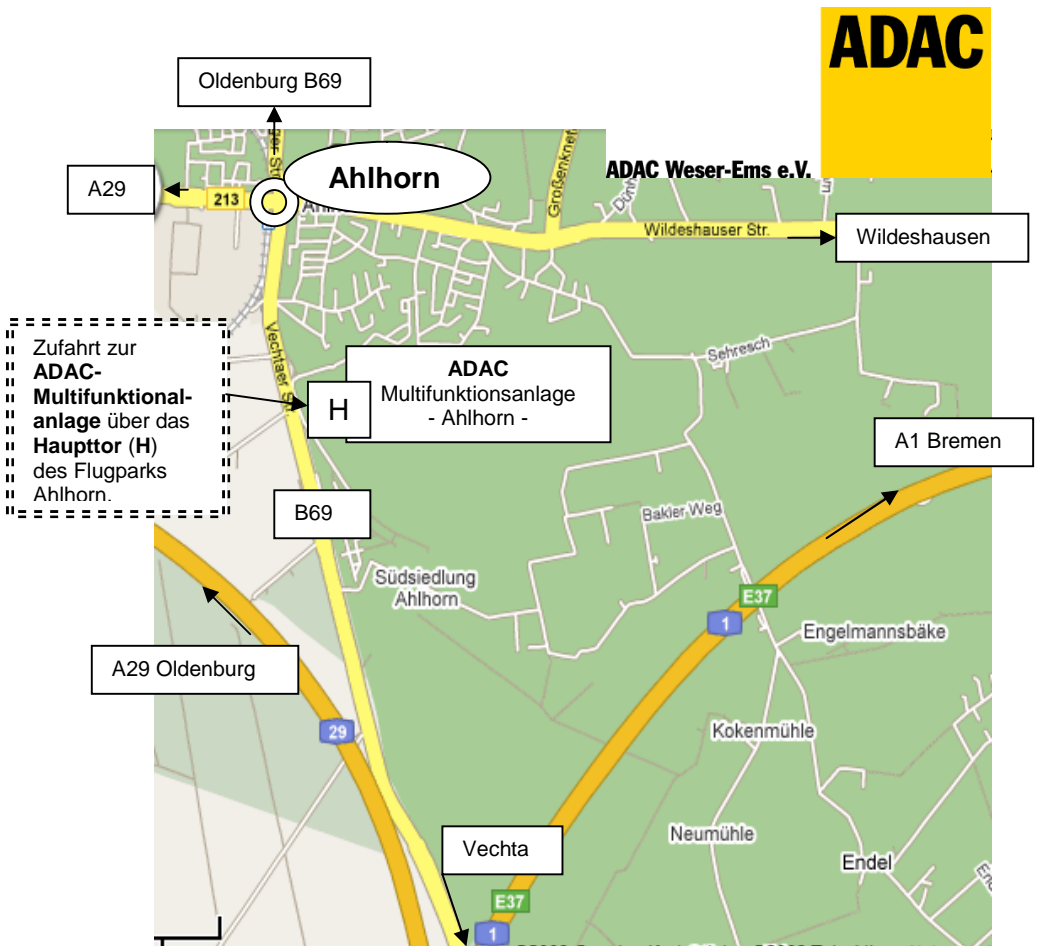 ADAC
Oldenburg B69
ADAC Weser-Ems e.V.
A29
213
Ahlhorn
Wildeshauser Str.
Wildeshausen
Vechtaer Str.
Zufahrt zur
ADAC-
Multifunktional-
anlage über das
Haupttor (H)
des Flugparks
Ahlhorn.
H
ADAC
Multifunktionsanlage
- Ahlhorn -
Sehresch
A1 Bremen
B69
Bakler Weg
Südsiedlung
Ahlhorn
E37
1
Engelmannsbäke
A29 Oldenburg
29
Kokenmühle
Neumühle
Vechta
Endel
E37
1